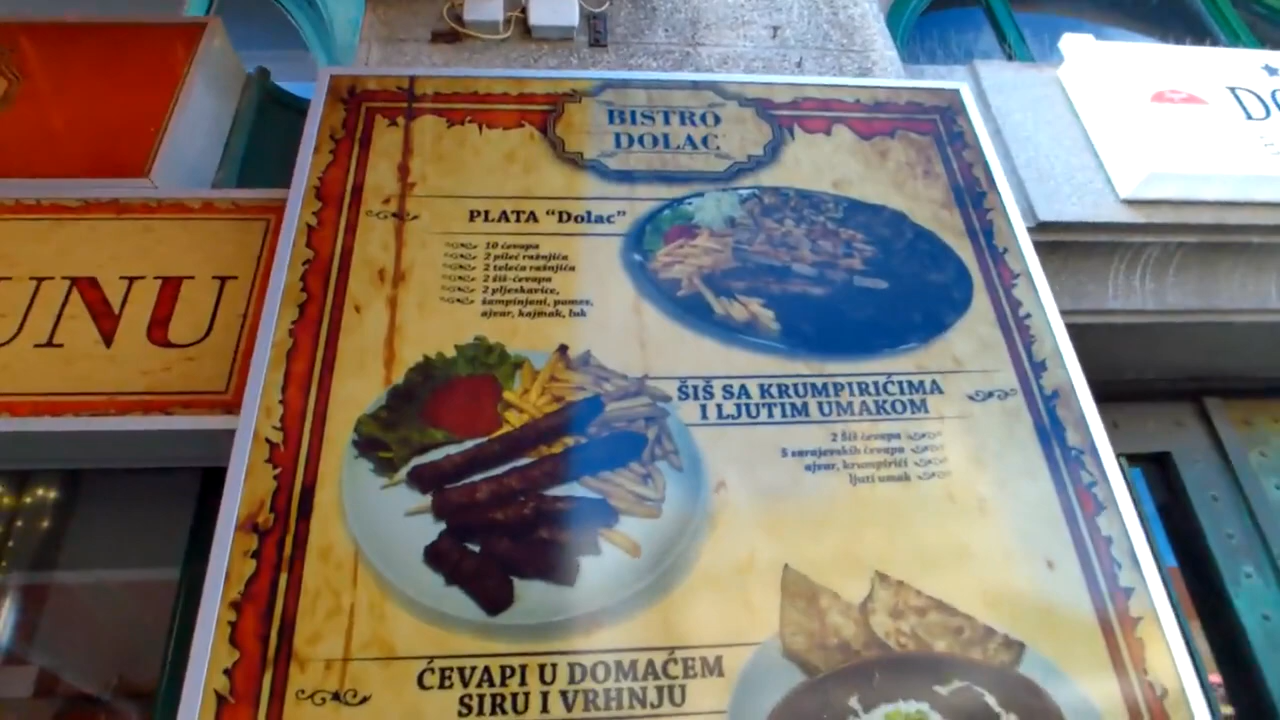 BISTRO
DOLAC
UNU
DO
PLATA "Dolac"
10 ćevapa
2 pileć ražnjića
2 teleća ražnjića
2 šiš-ćevapa
2 pljeskavice,
šampinjoni, pomes,
ajvar, kajmak, luk
ŠIŠ SA KRUMPIRIĆIMA
I LJUTIM UMAKOM
2 Šiš ćevapa
5 sarajevskih ćevapa
ajvar, krumpirići
ljuti umak
ĆEVAPI U DOMAĆEM
SIRU I VRHNJU